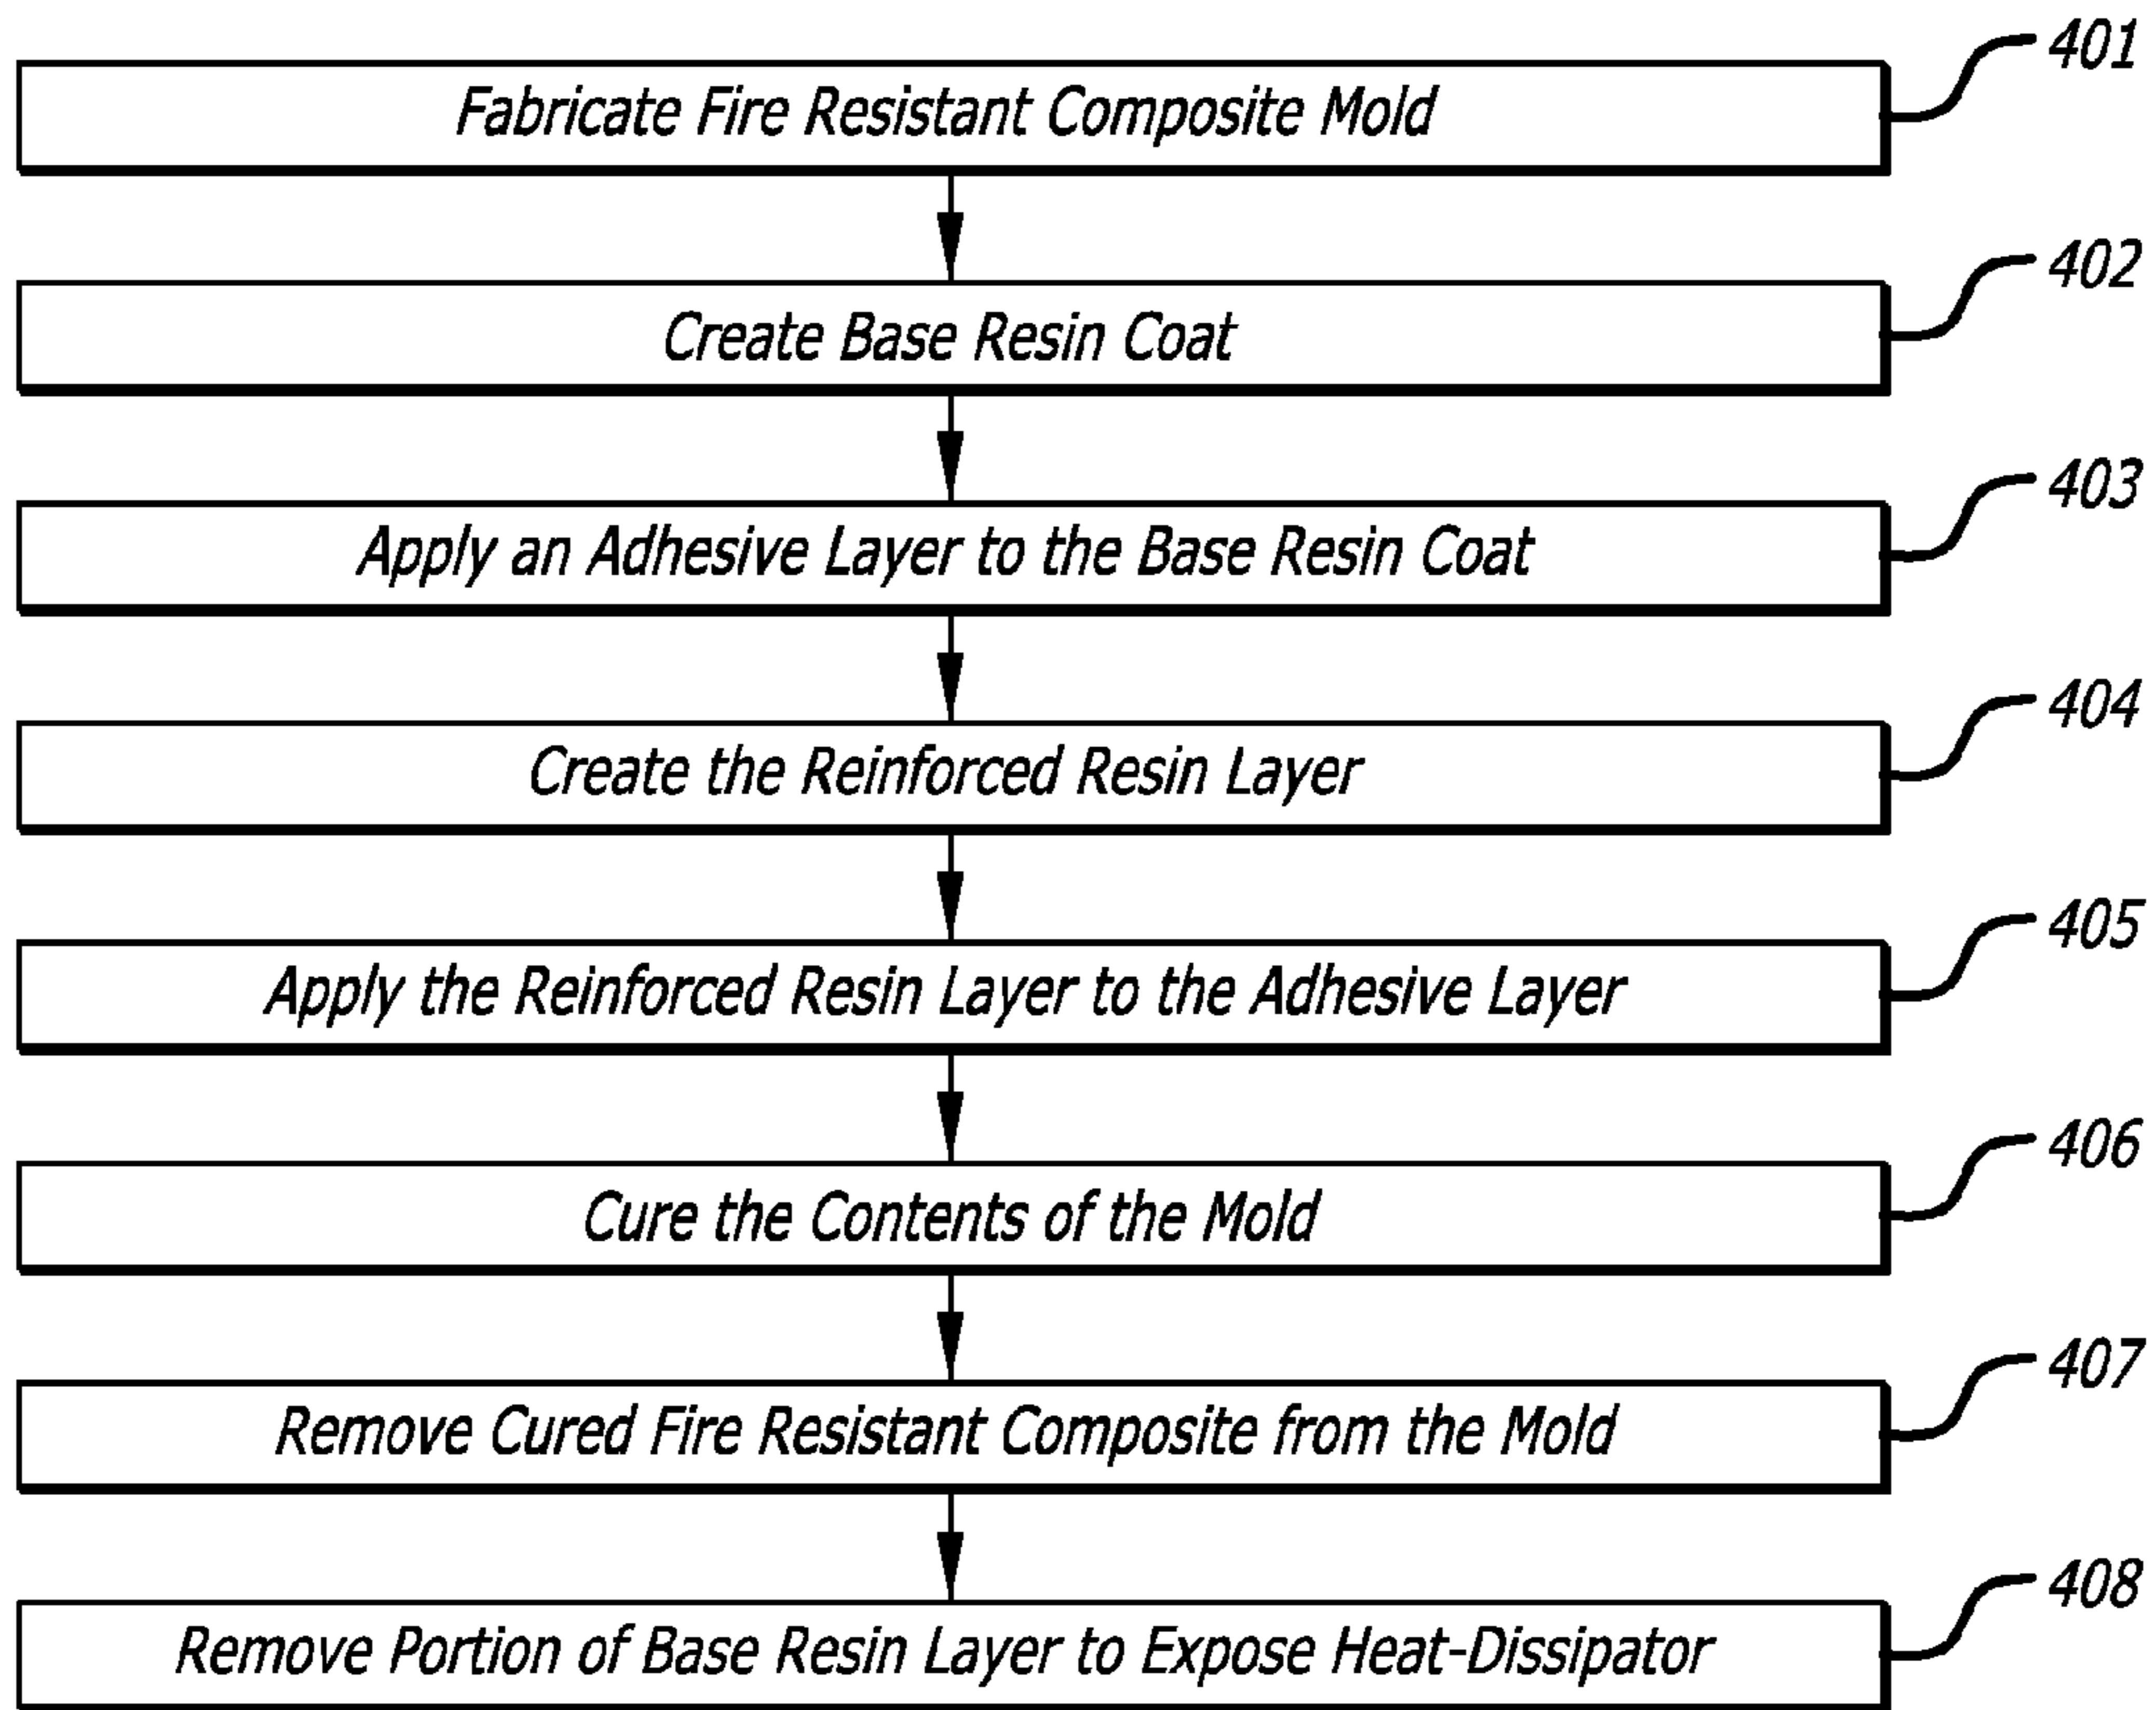 Fabricate Fire Resistant Composite Mold 401
Create Base Resin Coat 402
Apply an Adhesive Layer to the Base Resin Coat 403
Create the Reinforced Resin Layer 404
Apply the Reinforced Resin Layer to the Adhesive Layer 405
Cure the Contents of the Mold 406
Remove Cured Fire Resistant Composite from the Mold 407
Remove Portion of Base Resin Layer to Expose Heat-Dissipator 408